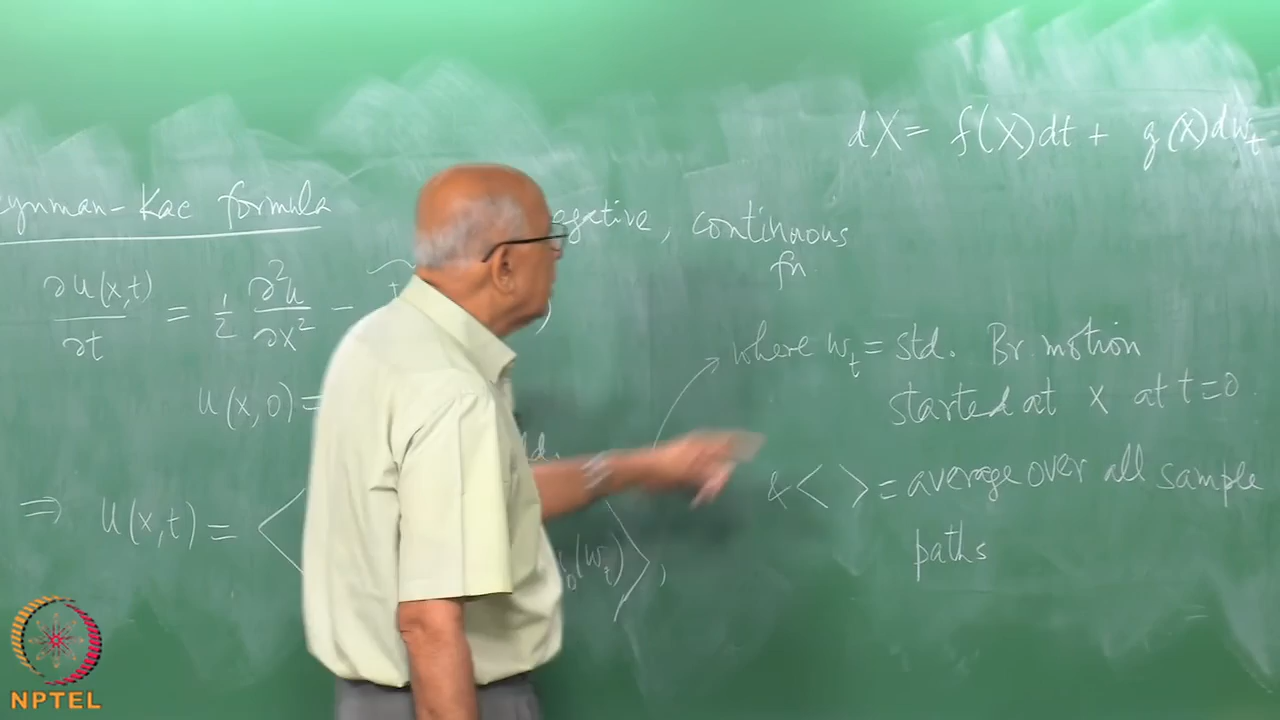 dX = f(X)dt + g(X)dw_t
eynman-Kac formula
egative, continuous
fn.
∂u(x,t)/∂t = 1/2 ∂²u/∂x² -
u(x,0) =
where w_t = std. Br. motion
started at x at t=0.
⇒ u(x,t) = ⟨
(w_t)⟩,
& ⟨ ⟩ = average over all sample
paths
NPTEL